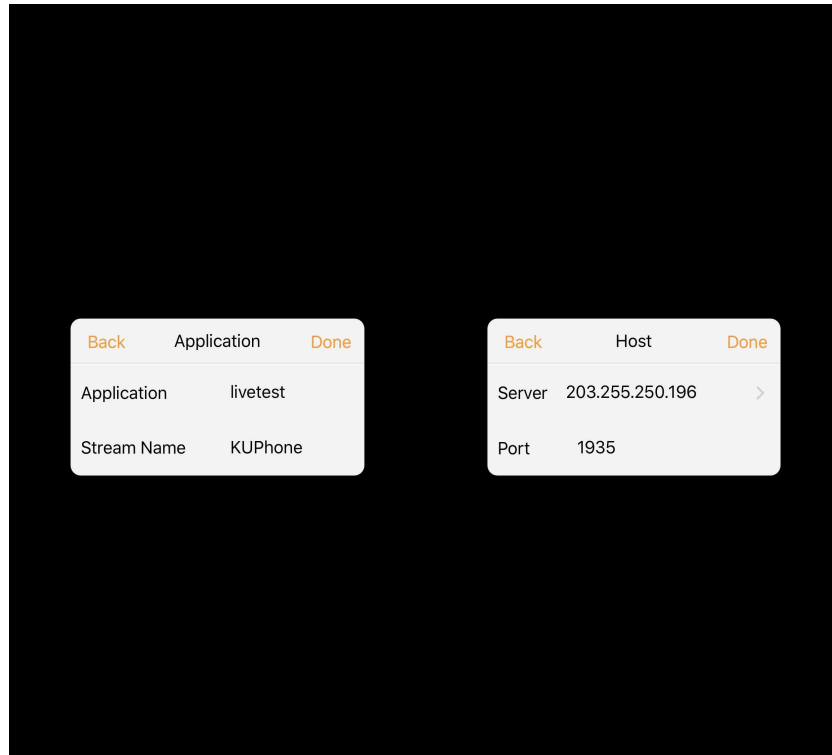 Back Application Done
Application livetest
Stream Name KUPhone
Back Host Done
Server 203.255.250.196
Port 1935